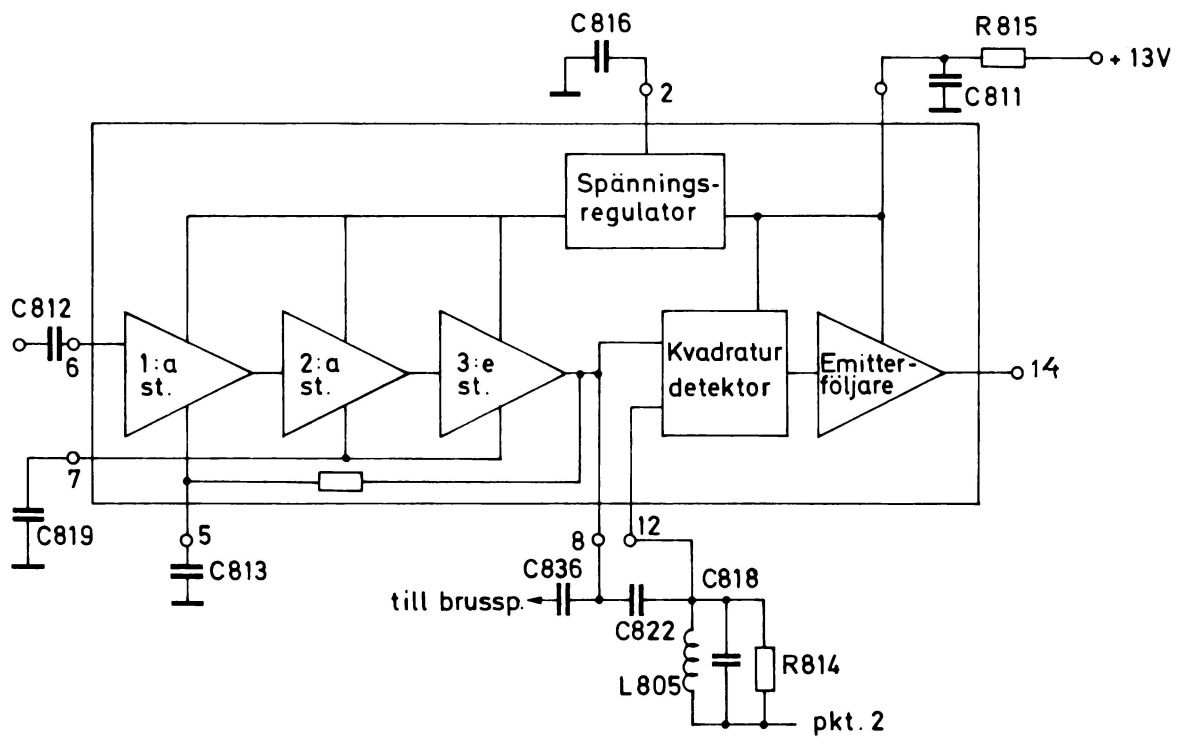 C816
R815
+ 13V
2
C811
Spännings-
regulator
C812
6
1:a
st.
2:a
st.
3:e
st.
Kvadratur
detektor
Emitter-
följare
14
7
C819
5
C813
8
12
C836
till brussp.
C822
C818
L805
R814
pkt. 2